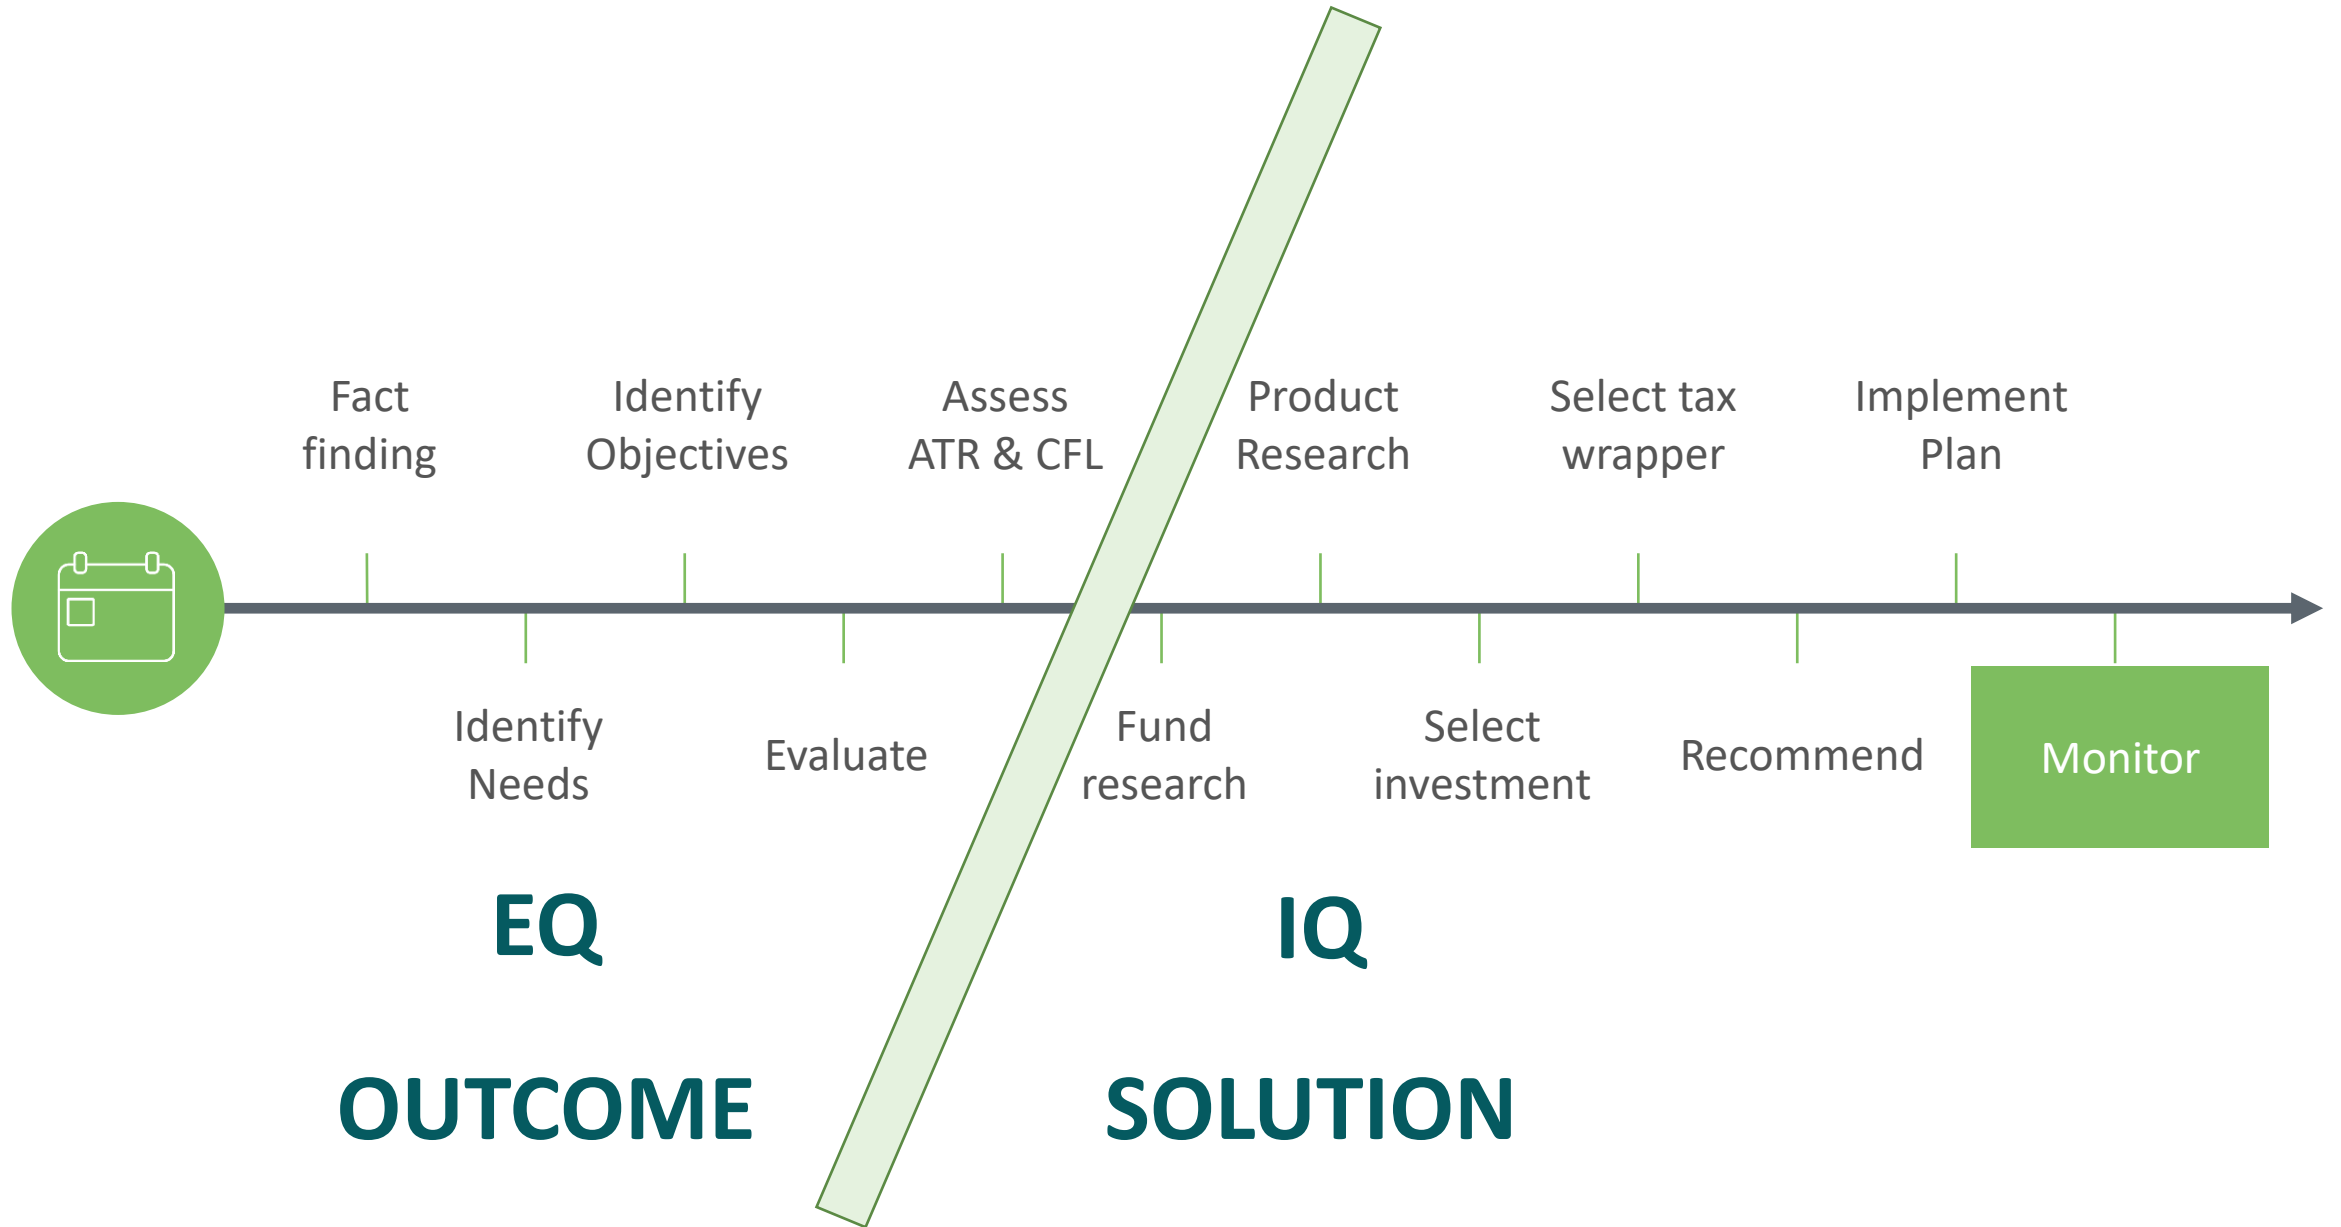 Fact
finding
Identify
Objectives
Assess
ATR & CFL
Product
Research
Select tax
wrapper
Implement
Plan
Identify
Needs
Evaluate
Fund
research
Select
investment
Recommend
Monitor
EQ
IQ
OUTCOME
SOLUTION